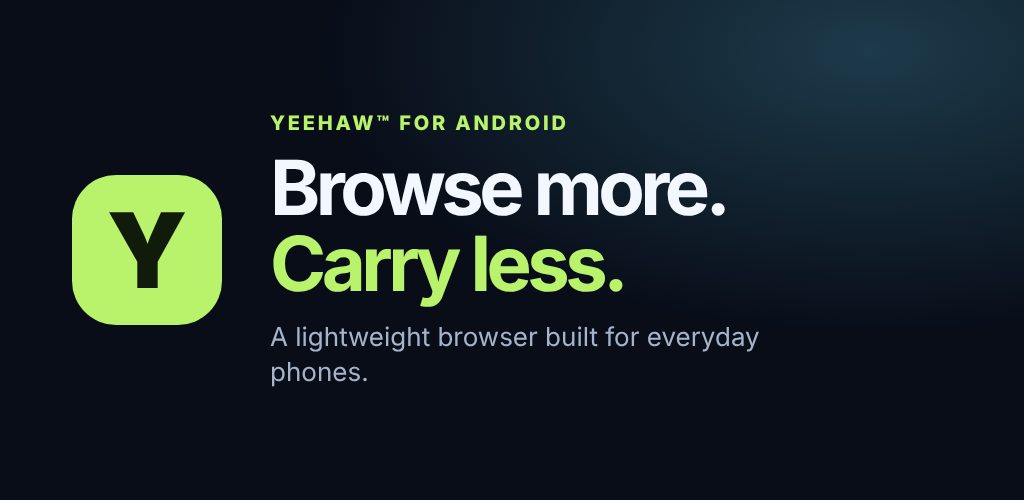 YEEHAW™ FOR ANDROID
Browse more.
Y
Carry less.
A lightweight browser built for everyday
phones.